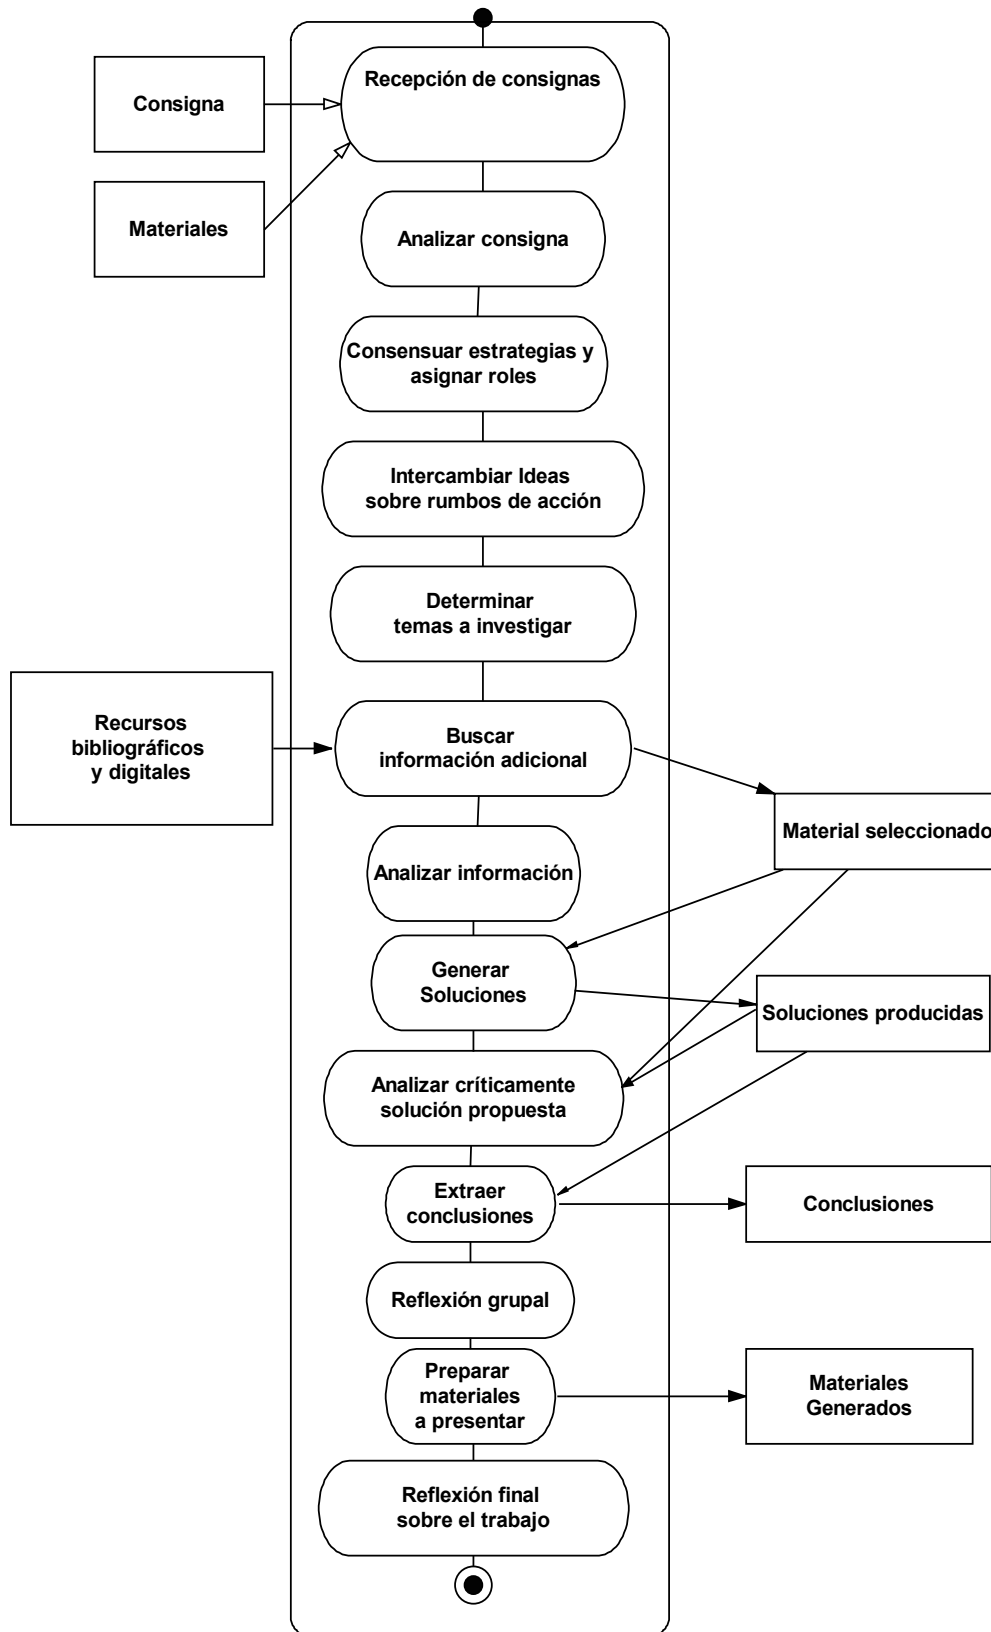 Recepción de consignas
Consigna
Materiales
Analizar consigna
Consensuar estrategias y
asignar roles
Intercambiar Ideas
sobre rumbos de acción
Determinar
temas a investigar
Recursos
bibliográficos
y digitales
Buscar
información adicional
Material seleccionado
Analizar información
Generar
Soluciones
Soluciones producidas
Analizar críticamente
solución propuesta
Extraer
conclusiones
Conclusiones
Reflexión grupal
Preparar
materiales
a presentar
Materiales
Generados
Reflexión final
sobre el trabajo